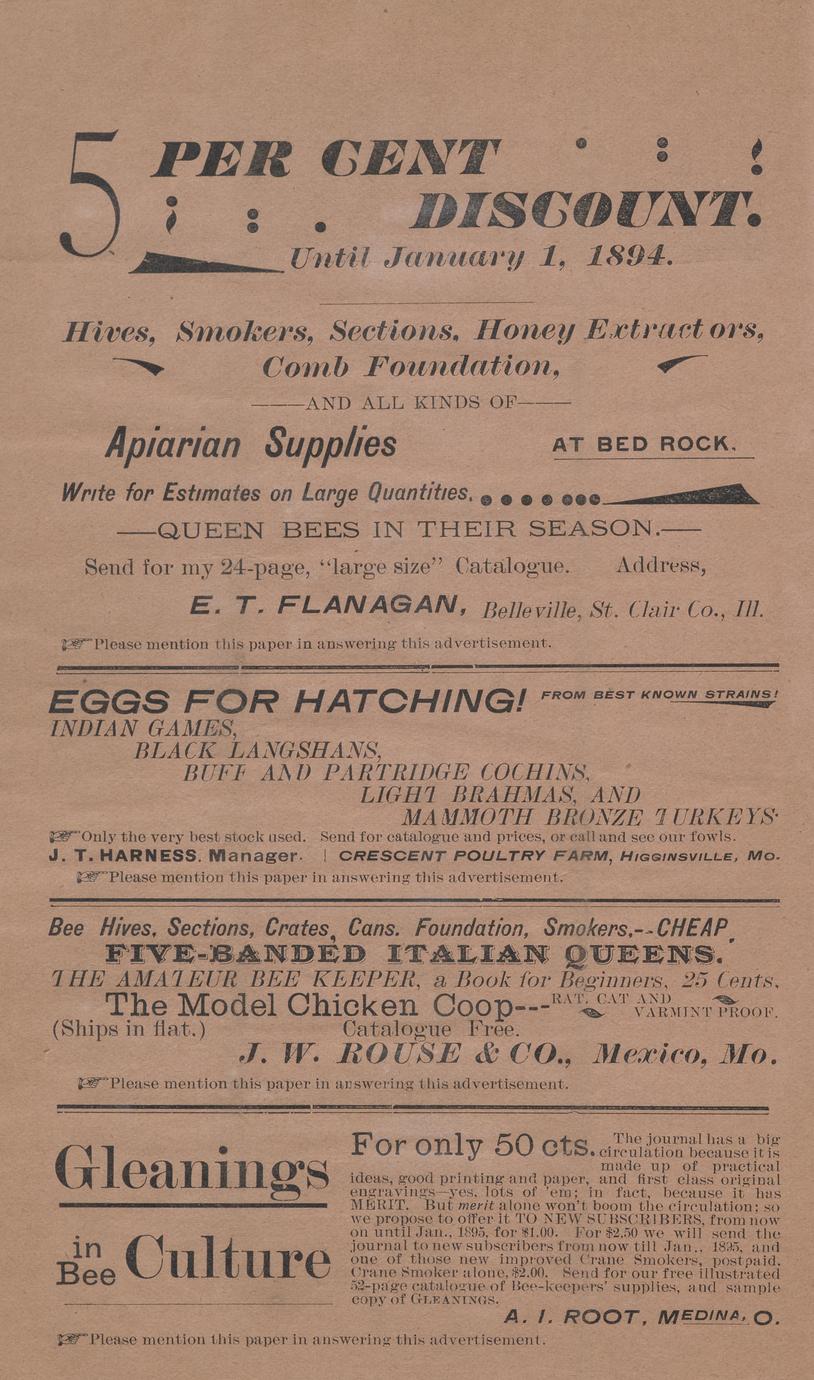 5 PER CENT
DISCOUNT.
Until January 1, 1894.
Hives, Smokers, Sections, Honey Extractors,
Comb Foundation,
AND ALL KINDS OF
Apiarian Supplies AT BED ROCK.
Write for Estimates on Large Quantities.
QUEEN BEES IN THEIR SEASON.
Send for my 24-page, "large size" Catalogue. Address,
E. T. FLANAGAN, Belleville, St. Clair Co., Ill.
☞Please mention this paper in answering this advertisement.
EGGS FOR HATCHING! FROM BEST KNOWN STRAINS!
INDIAN GAMES,
BLACK LANGSHANS,
BUFF AND PARTRIDGE COCHINS,
LIGHT BRAHMAS, AND
MAMMOTH BRONZE TURKEYS.
☞Only the very best stock used. Send for catalogue and prices, or call and see our fowls.
J. T. HARNESS. Manager. | CRESCENT POULTRY FARM, HIGGINSVILLE, MO.
☞Please mention this paper in answering this advertisement.
Bee Hives, Sections, Crates, Cans. Foundation, Smokers,--CHEAP.
FIVE-BANDED ITALIAN QUEENS.
THE AMATEUR BEE KEEPER, a Book for Beginners, 25 Cents.
The Model Chicken Coop---RAT, CAT AND
VARMINT PROOF.
(Ships in flat.) Catalogue Free.
J. W. ROUSE & CO., Mexico, Mo.
☞Please mention this paper in answering this advertisement.
Gleanings
in Bee Culture
For only 50 cts. The journal has a big
circulation because it is
made up of practical
ideas, good printing and paper, and first class original
engravings—yes, lots of 'em; in fact, because it has
MERIT. But merit alone won't boom the circulation; so
we propose to offer it TO NEW SUBSCRIBERS, from now
on until Jan., 1895, for $1.00. For $2.50 we will send the
journal to new subscribers from now till Jan., 1895, and
one of those new improved Crane Smokers, postpaid.
Crane Smoker alone, $2.00. Send for our free illustrated
52-page catalogue of Bee-keepers' supplies, and sample
copy of GLEANINGS.
A. I. ROOT, MEDINA, O.
☞Please mention this paper in answering this advertisement.